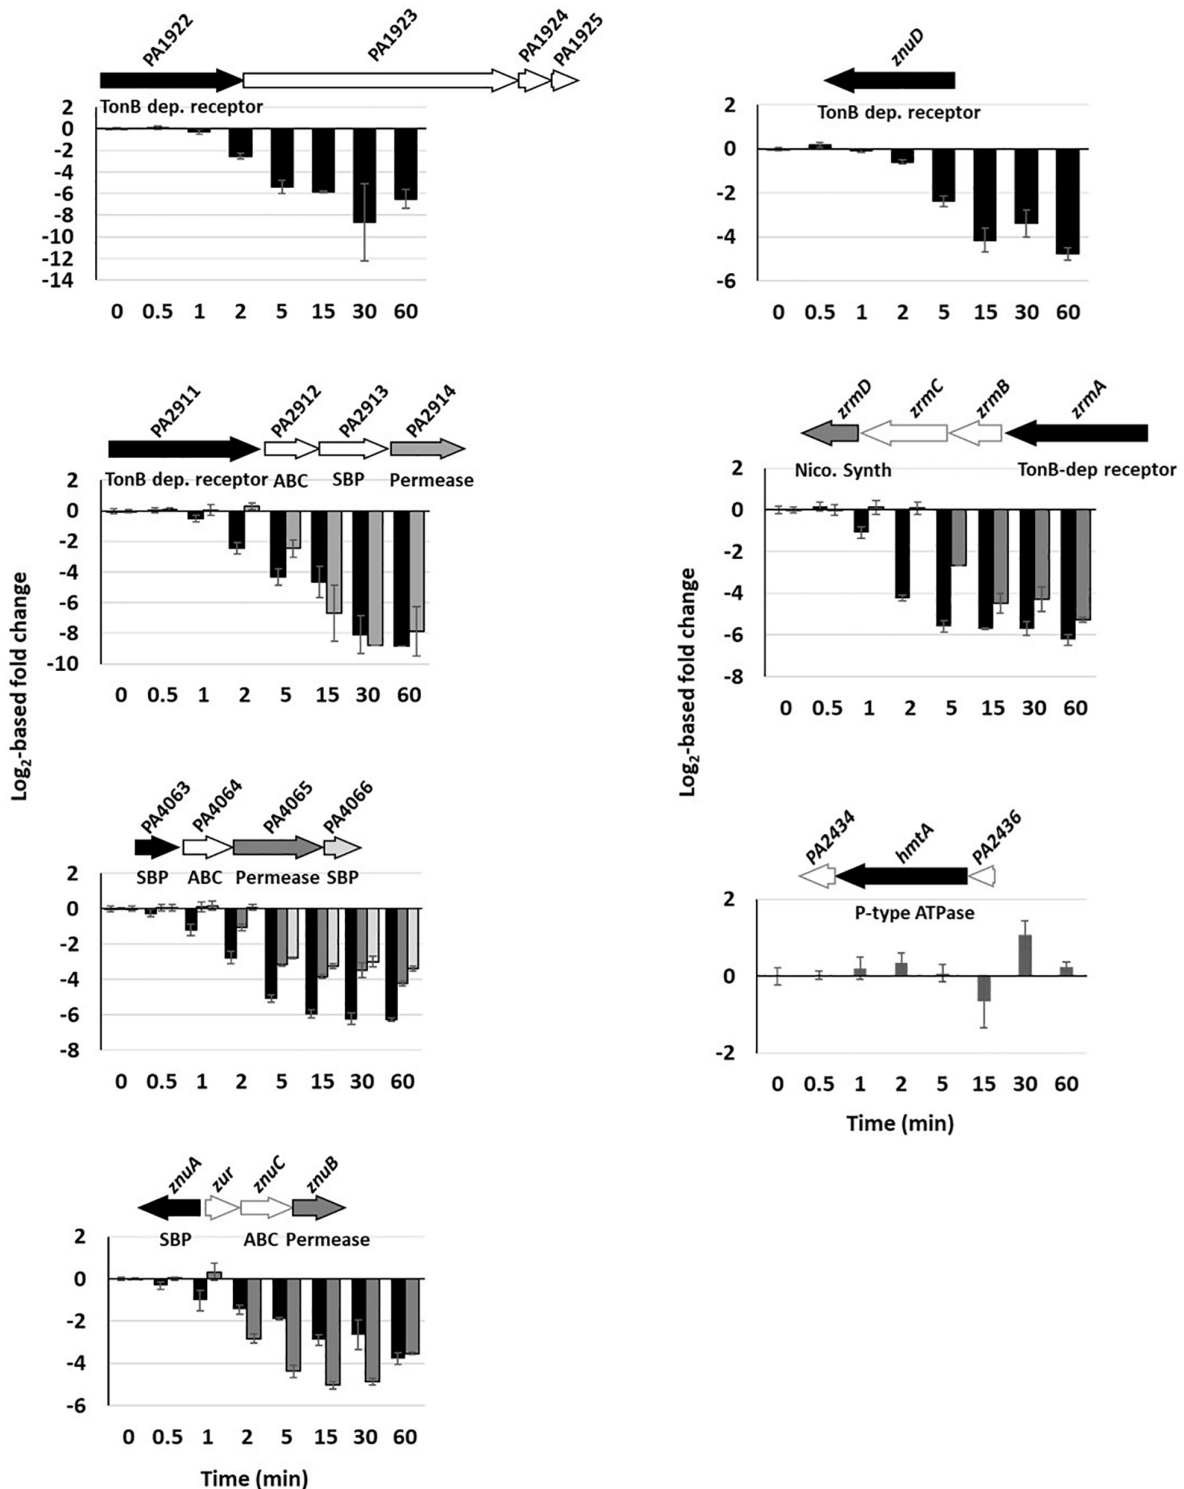 PA1922 PA1923 PA1924 PA1925
TonB dep. receptor
2
0
-2
-4
-6
-8
-10
-12
-14
0 0.5 1 2 5 15 30 60
znuD
TonB dep. receptor
2
0
-2
-4
-6
0 0.5 1 2 5 15 30 60
PA2911 PA2912 PA2913 PA2914
TonB dep. receptor ABC SBP Permease
2
0
-2
-4
-6
-8
-10
0 0.5 1 2 5 15 30 60
zrmD zrmC zrmB zrmA
Nico. Synth TonB-dep receptor
2
0
-2
-4
-6
-8
0 0.5 1 2 5 15 30 60
Log2-based fold change
Log2-based fold change
PA4063 PA4064 PA4065 PA4066
SBP ABC Permease SBP
2
0
-2
-4
-6
-8
0 0.5 1 2 5 15 30 60
PA2434 hmtA PA2436
P-type ATPase
2
0
-2
0 0.5 1 2 5 15 30 60
Time (min)
znuA zur znuC znuB
SBP ABC Permease
2
0
-2
-4
-6
0 0.5 1 2 5 15 30 60
Time (min)